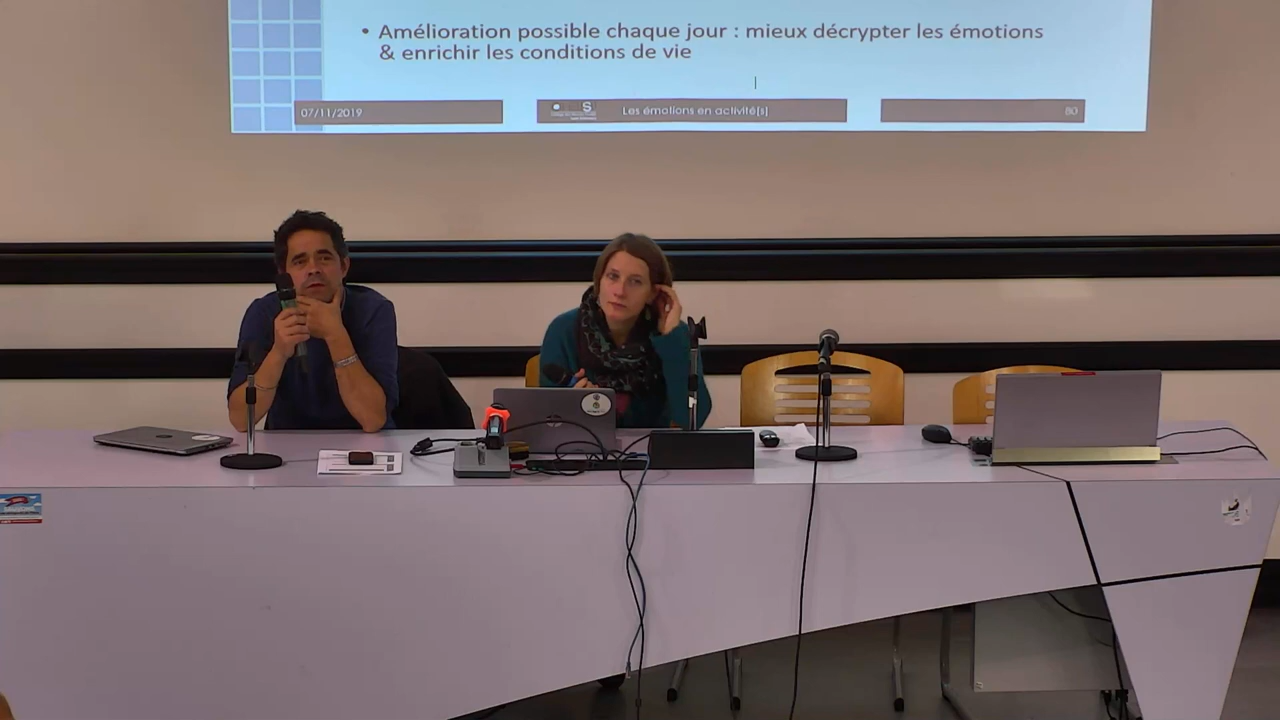 • Amélioration possible chaque jour : mieux décrypter les émotions
& enrichir les conditions de vie
07/11/2019
Les émotions en activité[s]
80